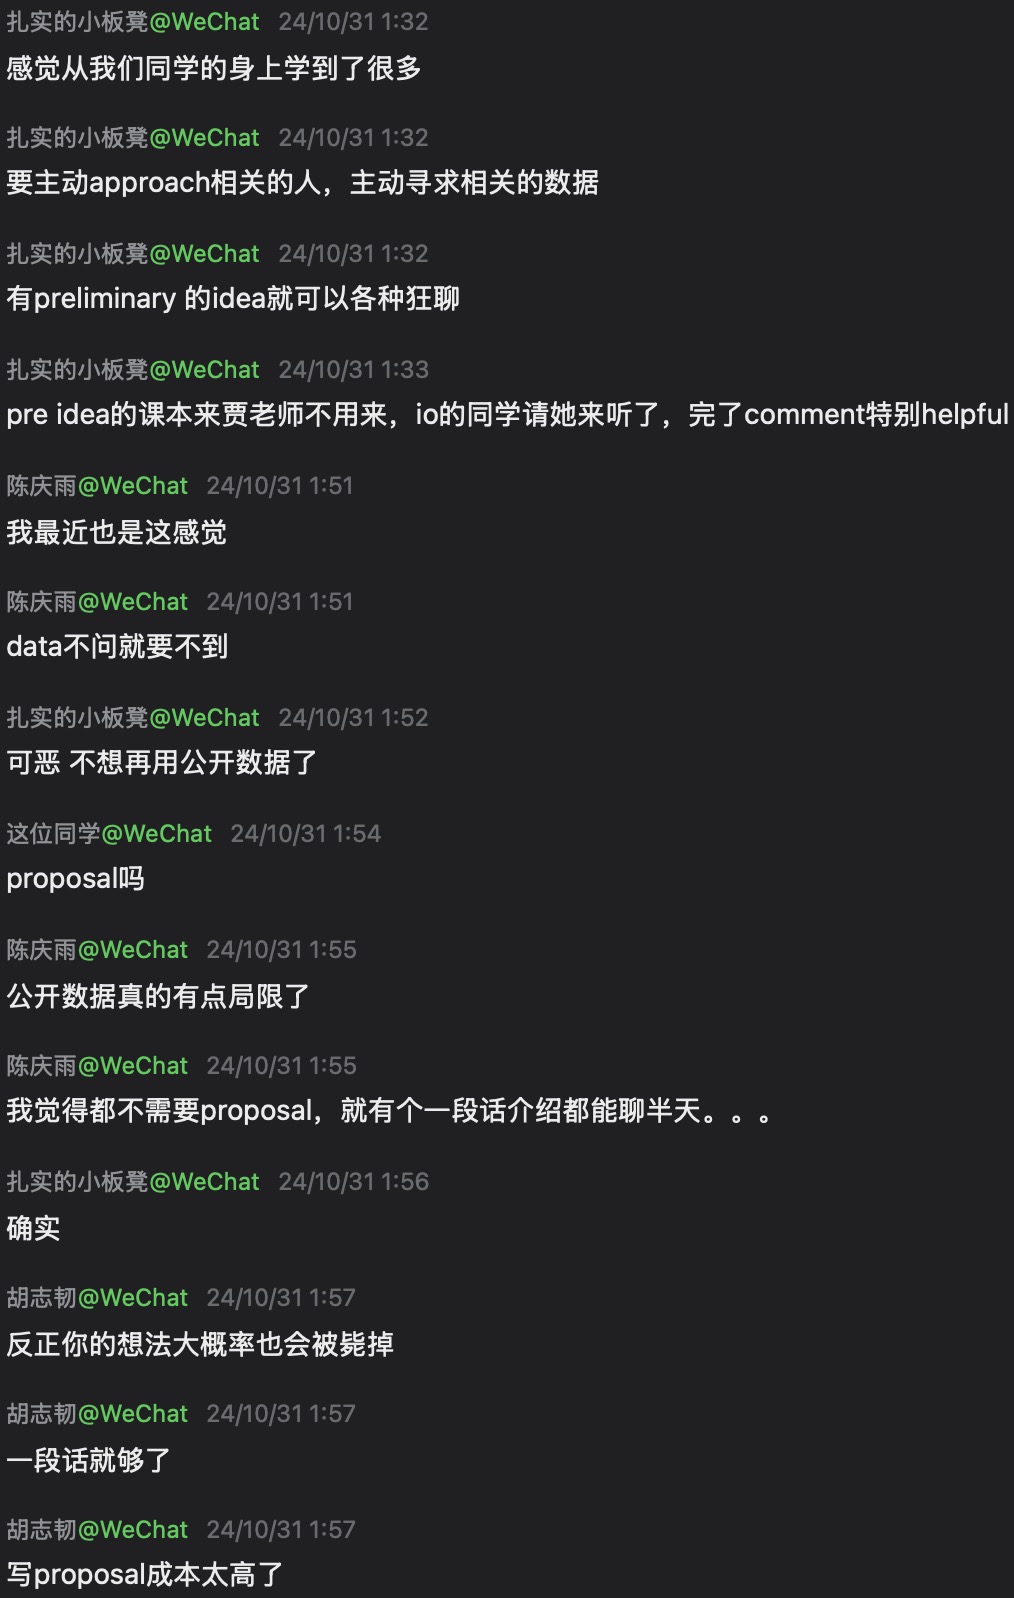 扎实的小板凳@WeChat 24/10/31 1:32
感觉从我们同学的身上学到了很多
扎实的小板凳@WeChat 24/10/31 1:32
要主动approach相关的人，主动寻求相关的数据
扎实的小板凳@WeChat 24/10/31 1:32
有preliminary 的idea就可以各种狂聊
扎实的小板凳@WeChat 24/10/31 1:33
pre idea的课本来贾老师不用来，io的同学请她来听了，完了comment特别helpful
陈庆雨@WeChat 24/10/31 1:51
我最近也是这感觉
陈庆雨@WeChat 24/10/31 1:51
data不问就要不到
扎实的小板凳@WeChat 24/10/31 1:52
可恶 不想再用公开数据了
这位同学@WeChat 24/10/31 1:54
proposal吗
陈庆雨@WeChat 24/10/31 1:55
公开数据真的有点局限了
陈庆雨@WeChat 24/10/31 1:55
我觉得都不需要proposal，就有个一段话介绍都能聊半天。。。
扎实的小板凳@WeChat 24/10/31 1:56
确实
胡志韧@WeChat 24/10/31 1:57
反正你的想法大概率也会被毙掉
胡志韧@WeChat 24/10/31 1:57
一段话就够了
胡志韧@WeChat 24/10/31 1:57
写proposal成本太高了